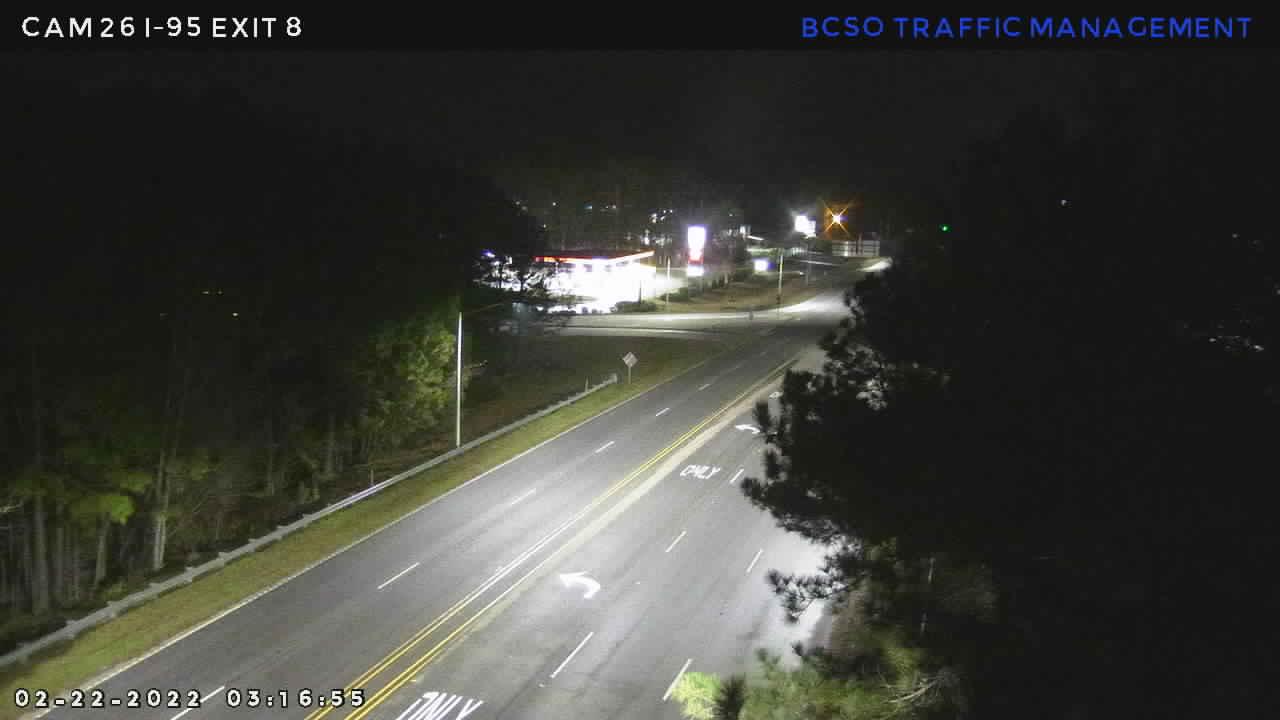 CAM 26 I-95 EXIT 8
BCSO TRAFFIC MANAGEMENT
ONLY
ONLY
02-22-2022 03:16:55